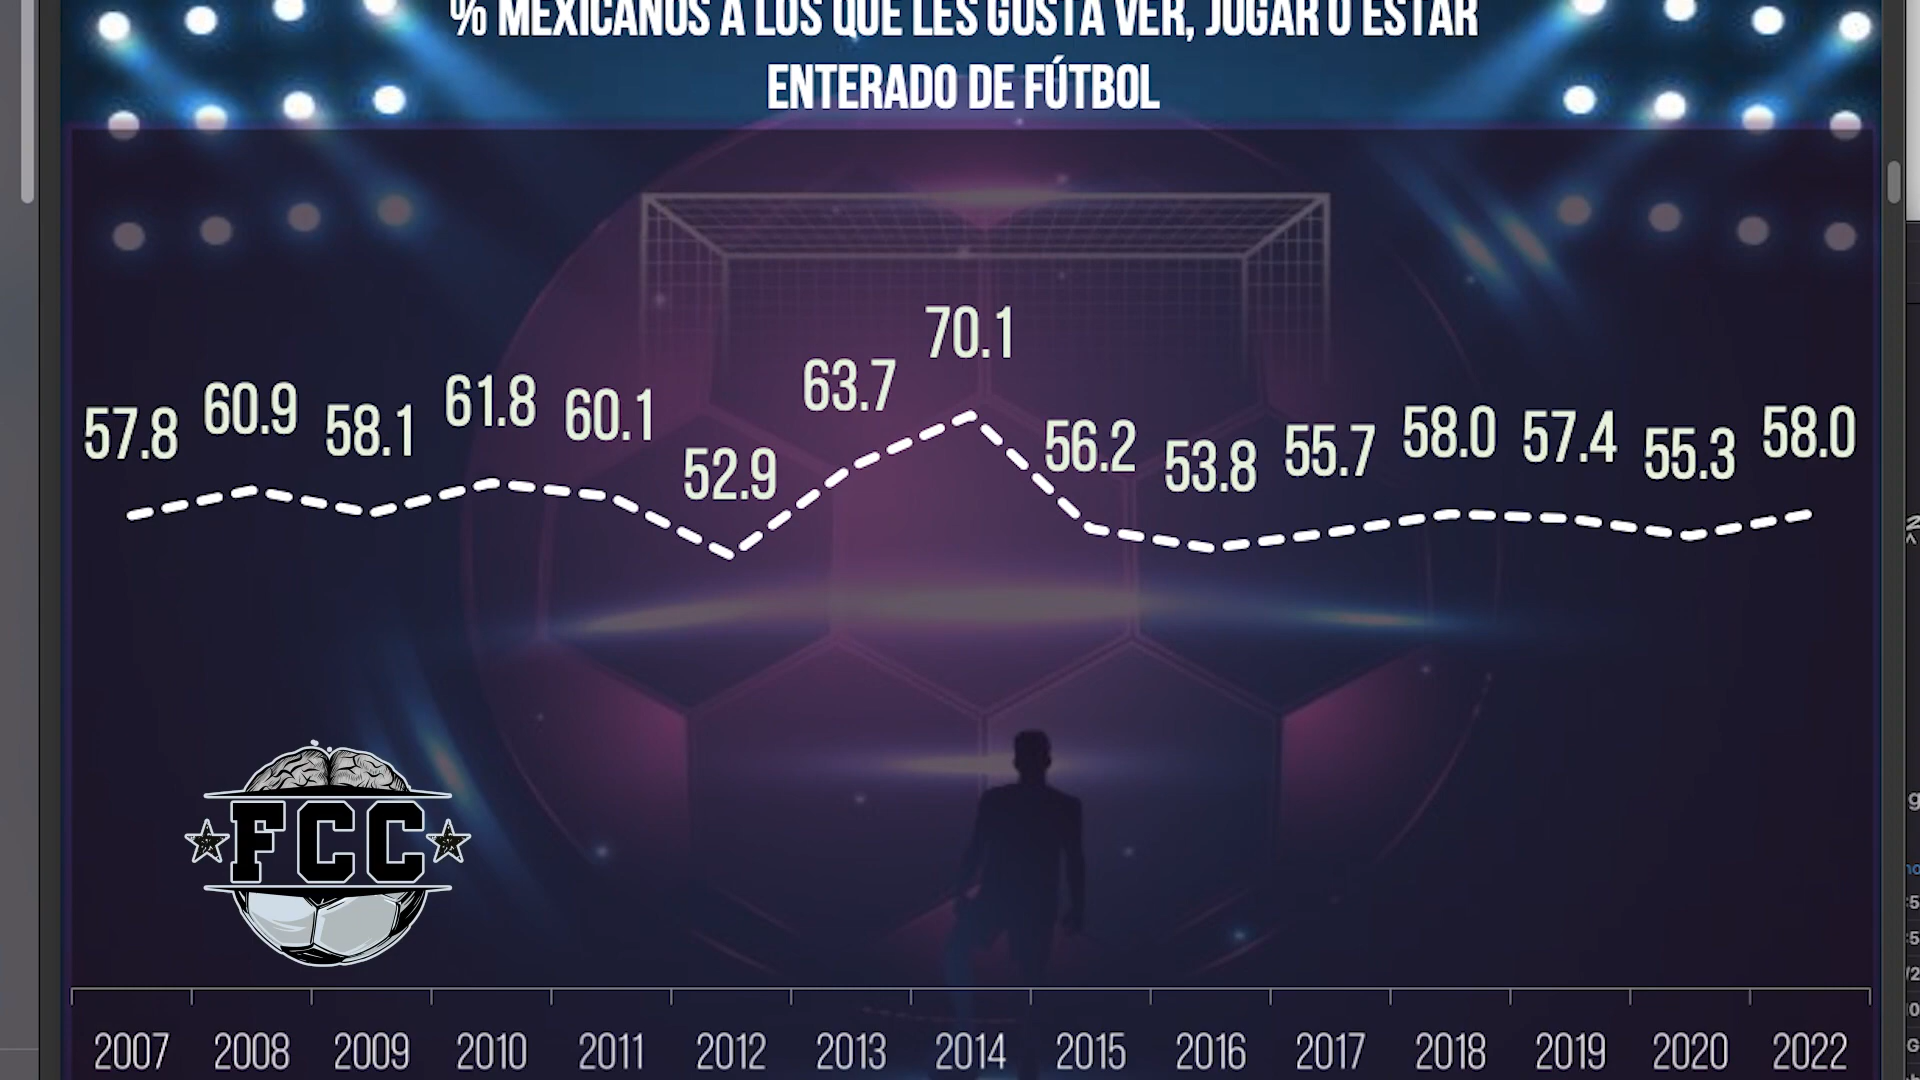 % MEXICANOS A LOS QUE LES GUSTA VER, JUGAR O ESTAR
ENTERADO DE FÚTBOL
57.8 60.9 58.1 61.8 60.1 52.9 63.7 70.1 56.2 53.8 55.7 58.0 57.4 55.3 58.0
FCC
2007 2008 2009 2010 2011 2012 2013 2014 2015 2016 2017 2018 2019 2020 2022